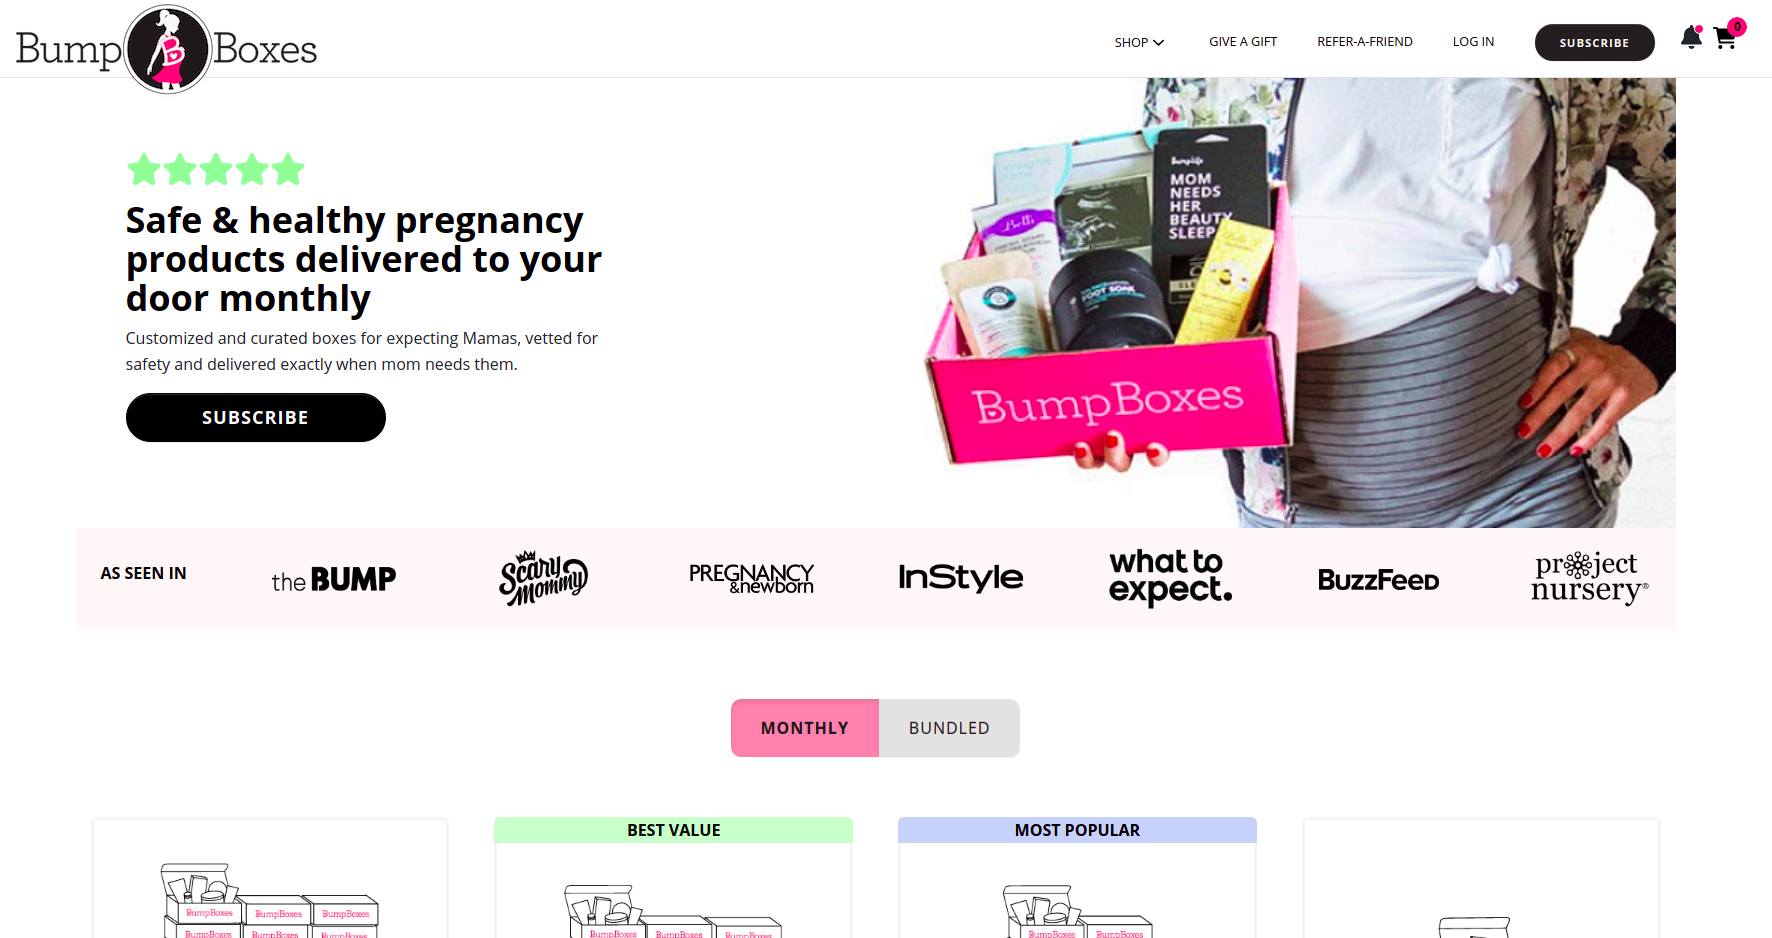 Bump Boxes
SHOP
GIVE A GIFT
REFER-A-FRIEND
LOG IN
SUBSCRIBE
0
Safe & healthy pregnancy
products delivered to your
door monthly
Customized and curated boxes for expecting Mamas, vetted for
safety and delivered exactly when mom needs them.
SUBSCRIBE
Bumplife
MOM
NEEDS
HER
BEAUTY
SLEEP
Belli
FOOT SOAK
BumpBoxes
AS SEEN IN
the BUMP
Scary Mommy
PREGNANCY
&newborn
InStyle
what to
expect.
BuzzFeed
project
nursery®
MONTHLY
BUNDLED
BEST VALUE
MOST POPULAR
BumpBoxes
BumpBoxes
BumpBoxes
BumpBoxes
BumpBoxes
BumpBoxes
BumpBoxes
BumpBoxes
BumpBoxes
BumpBoxes
BumpBoxes